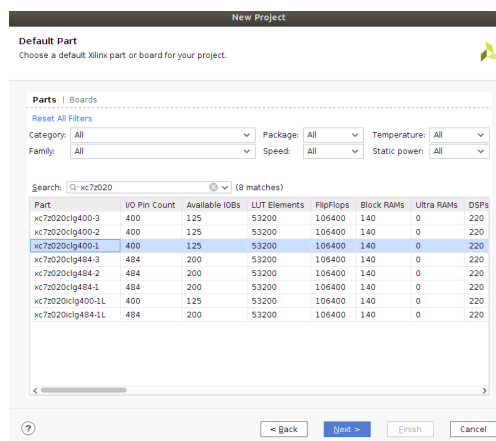 New Project
Default Part
Choose a default Xilinx part or board for your project.
Parts | Boards
Reset All Filters
Category: All Package: All Temperature: All
Family: All Speed: All Static power: All
Search: xc7z020 (8 matches)
Part I/O Pin Count Available IOBs LUT Elements FlipFlops Block RAMs Ultra RAMs DSPs
xc7z020clg400-3 400 125 53200 106400 140 0 220
xc7z020clg400-2 400 125 53200 106400 140 0 220
xc7z020clg400-1 400 125 53200 106400 140 0 220
xc7z020clg484-3 484 200 53200 106400 140 0 220
xc7z020clg484-2 484 200 53200 106400 140 0 220
xc7z020clg484-1 484 200 53200 106400 140 0 220
xc7z020iclg400-1L 400 125 53200 106400 140 0 220
xc7z020iclg484-1L 484 200 53200 106400 140 0 220
? < Back Next > Finish Cancel